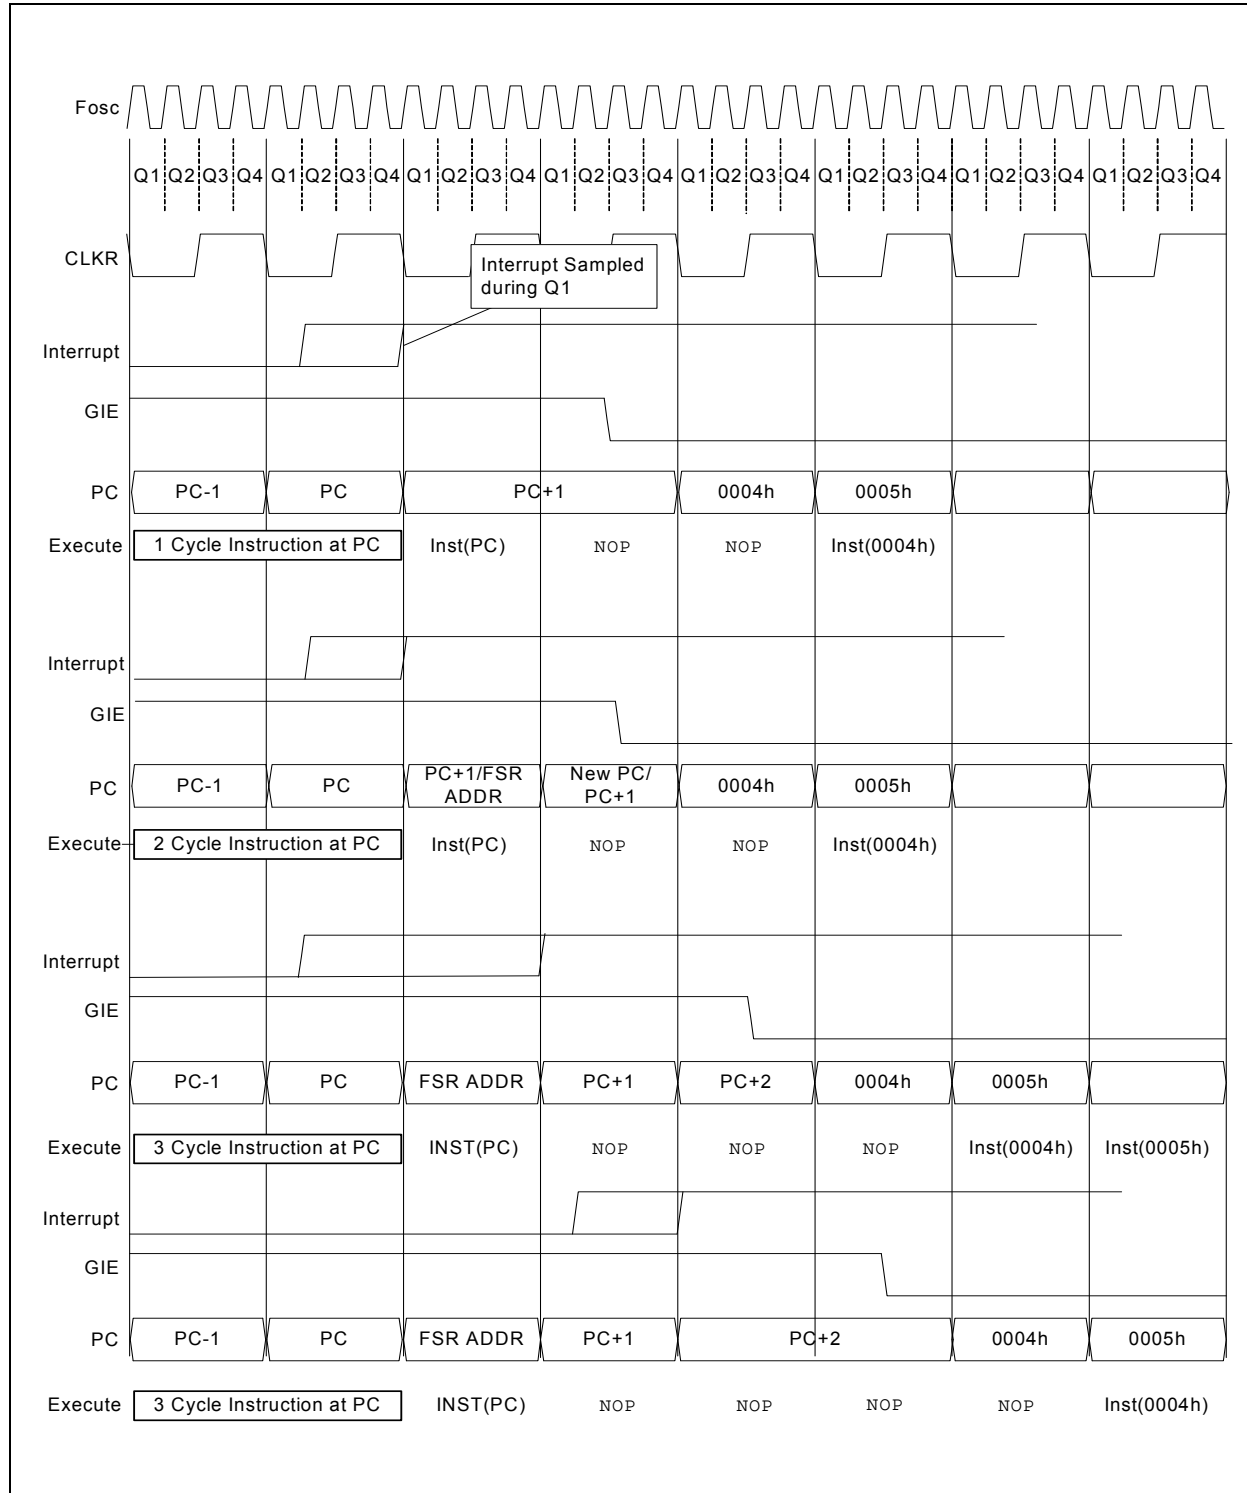 Fosc
Q1 Q2 Q3 Q4 Q1 Q2 Q3 Q4 Q1 Q2 Q3 Q4 Q1 Q2 Q3 Q4 Q1 Q2 Q3 Q4 Q1 Q2 Q3 Q4 Q1 Q2 Q3 Q4 Q1 Q2 Q3 Q4
CLKR
Interrupt Sampled
during Q1
Interrupt
GIE
PC PC-1 PC PC+1 0004h 0005h
Execute 1 Cycle Instruction at PC Inst(PC) NOP NOP Inst(0004h)
Interrupt
GIE
PC PC-1 PC PC+1/FSR ADDR New PC/ PC+1 0004h 0005h
Execute 2 Cycle Instruction at PC Inst(PC) NOP NOP Inst(0004h)
Interrupt
GIE
PC PC-1 PC FSR ADDR PC+1 PC+2 0004h 0005h
Execute 3 Cycle Instruction at PC INST(PC) NOP NOP NOP Inst(0004h) Inst(0005h)
Interrupt
GIE
PC PC-1 PC FSR ADDR PC+1 PC+2 0004h 0005h
Execute 3 Cycle Instruction at PC INST(PC) NOP NOP NOP NOP Inst(0004h)